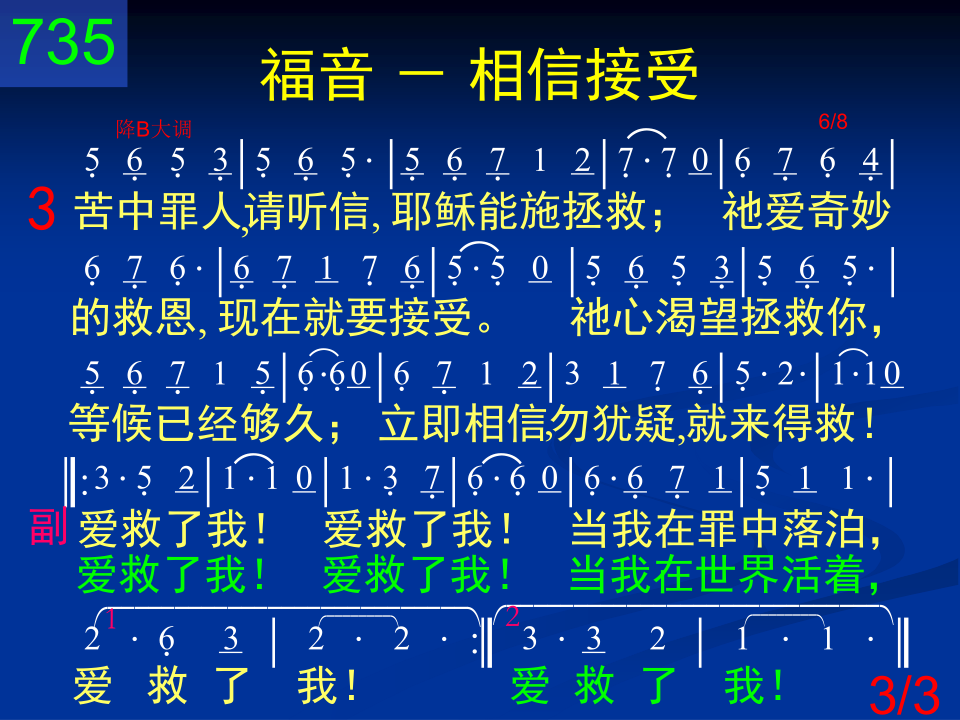 735
福音 － 相信接受
降B大调 6/8
5 6 5 3|5 6 5·|5 6 7 1 2|7·7 0|6 7 6 4|
3 苦中罪人,请听信, 耶稣能施拯救； 祂爱奇妙
6 7 6·|6 7 1 7 6|5·5 0 |5 6 5 3|5 6 5·|
的救恩, 现在就要接受。 祂心渴望拯救你，
5 6 7 1 5|6·6 0|6 7 1 2|3 1 7 6|5·2·|1·1 0
等候已经够久； 立即相信,勿犹疑,就来得救！
‖:3·5 2|1·1 0|1·3 7|6·6 0|6·6 7 1|5 1 1·|
副 爱救了我！ 爱救了我！ 当我在罪中落泊，
爱救了我！ 爱救了我！ 当我在世界活着，
1 2
2 · 6 3 | 2 · 2 · :‖ 3 · 3 2 | 1 · 1 · ‖
爱 救 了 我！ 爱 救 了 我！
3/3